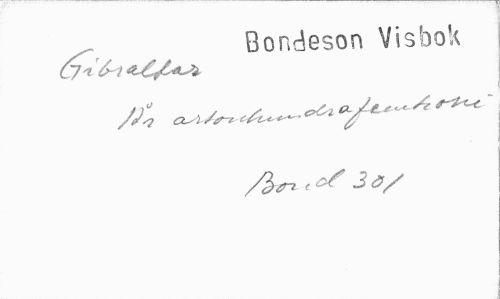 Bondeson Visbok
Gibraltar
År artonhundrafemtioni
Bond 301